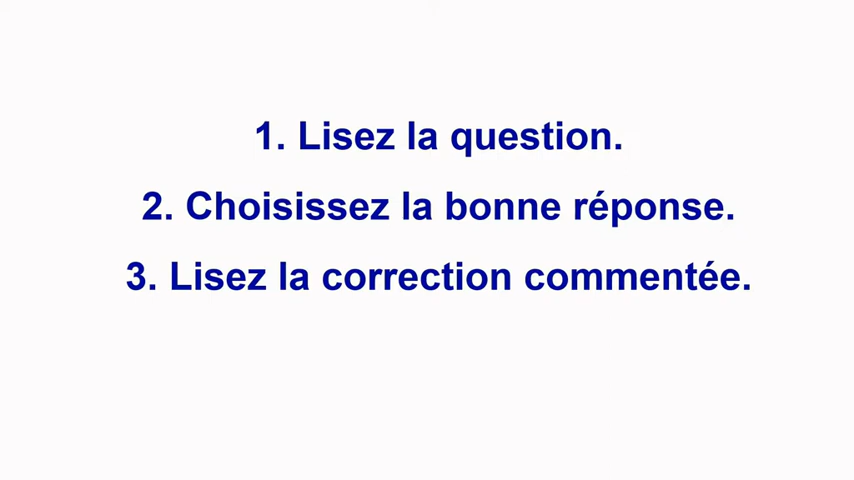 1. Lisez la question.
2. Choisissez la bonne réponse.
3. Lisez la correction commentée.